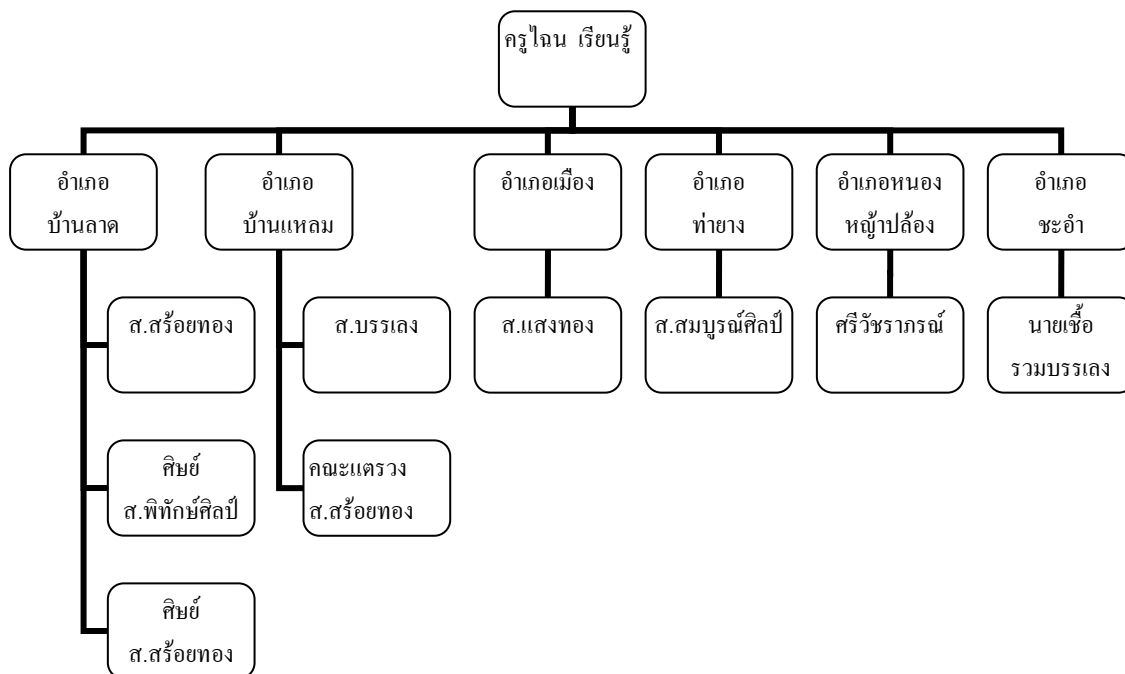 ครูไฉน เรียนรู้
อำเภอ
บ้านลาด
อำเภอ
บ้านแหลม
อำเภอเมือง
อำเภอ
ท่ายาง
อำเภอหนอง
หญ้าปล้อง
อำเภอ
ชะอำ
ส.สร้อยทอง
ส.บรรเลง
ส.แสงทอง
ส.สมบูรณ์ศิลป์
ศรีวัชราภรณ์
นายเชื้อ
รวมบรรเลง
ศิษย์
ส.พิทักษ์ศิลป์
คณะแตรวง
ส.สร้อยทอง
ศิษย์
ส.สร้อยทอง